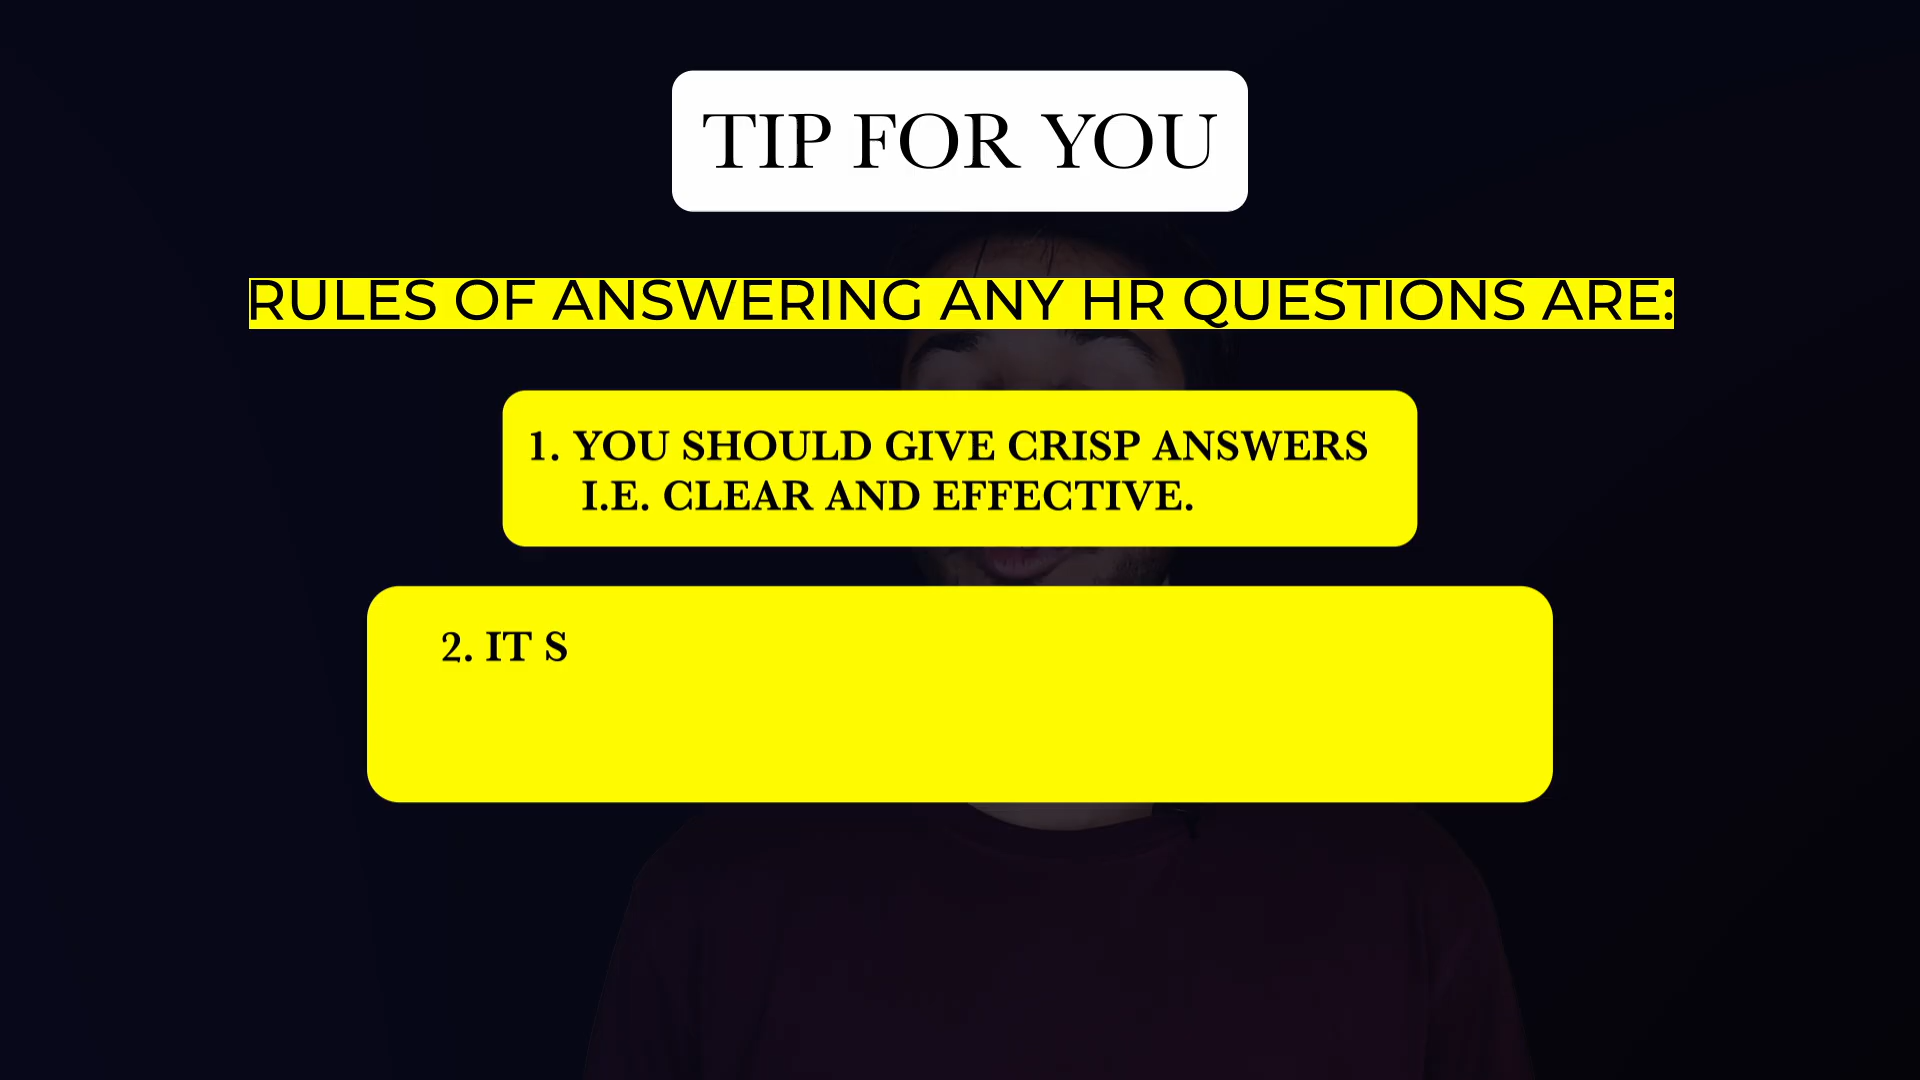 TIP FOR YOU
RULES OF ANSWERING ANY HR QUESTIONS ARE:
1. YOU SHOULD GIVE CRISP ANSWERS
I.E. CLEAR AND EFFECTIVE.
2. IT S